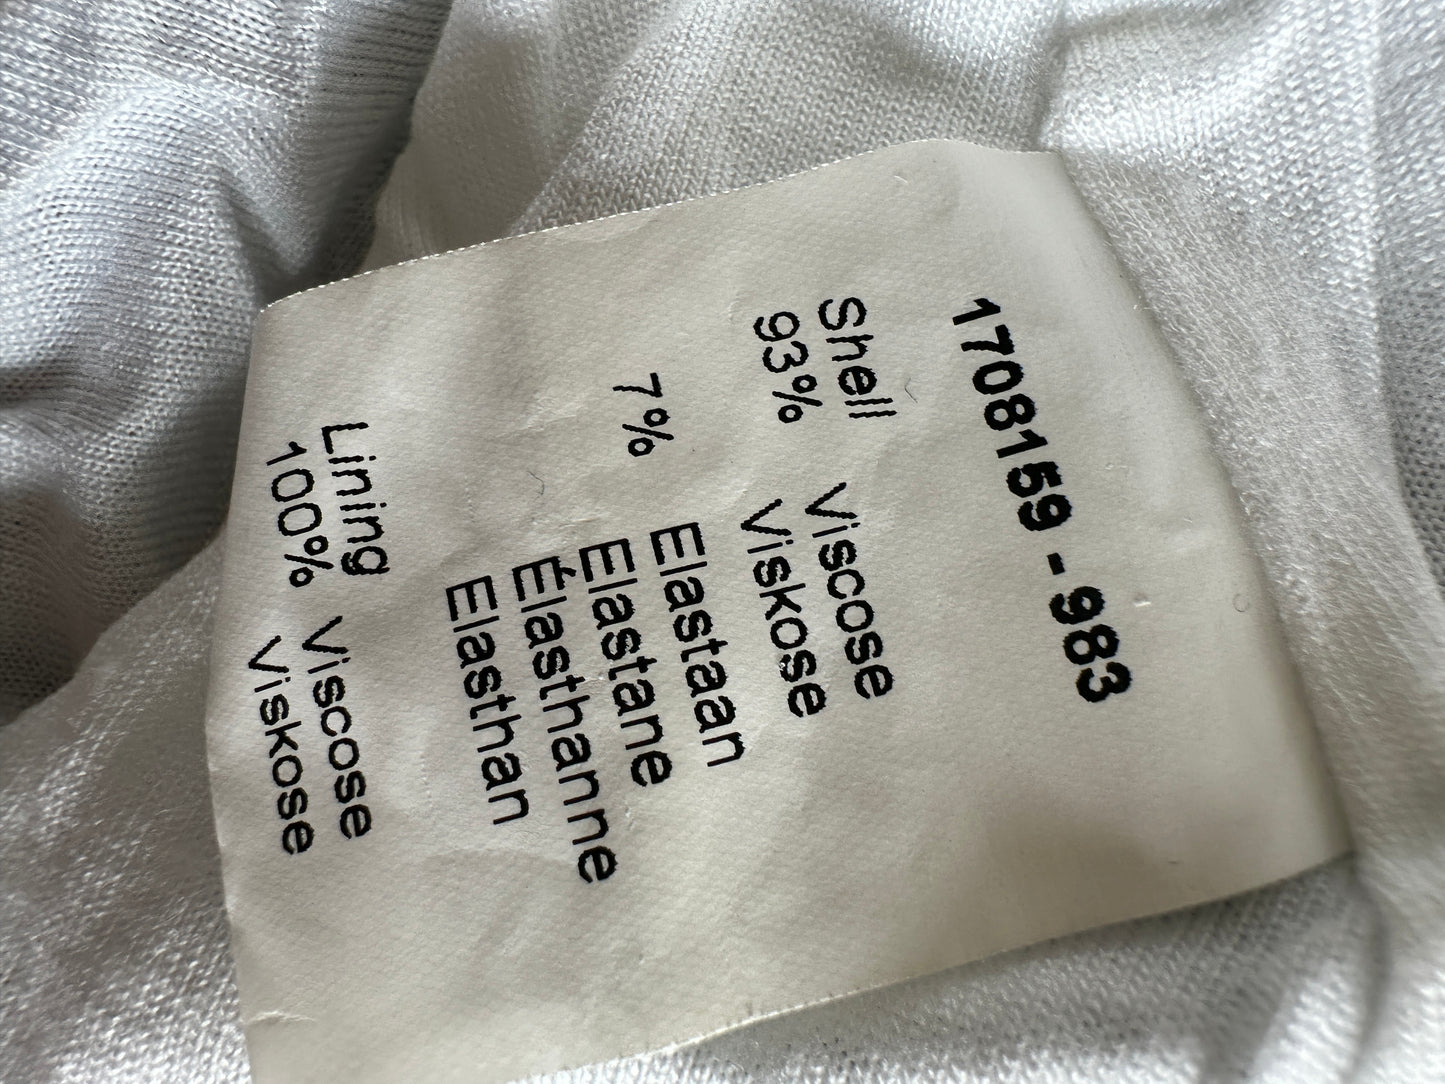 1708159 - 983
Shell
93% Viscose
Viskose
7% Elastaan
Elastane
Élasthanne
Elasthan
Lining
100% Viscose
Viskose